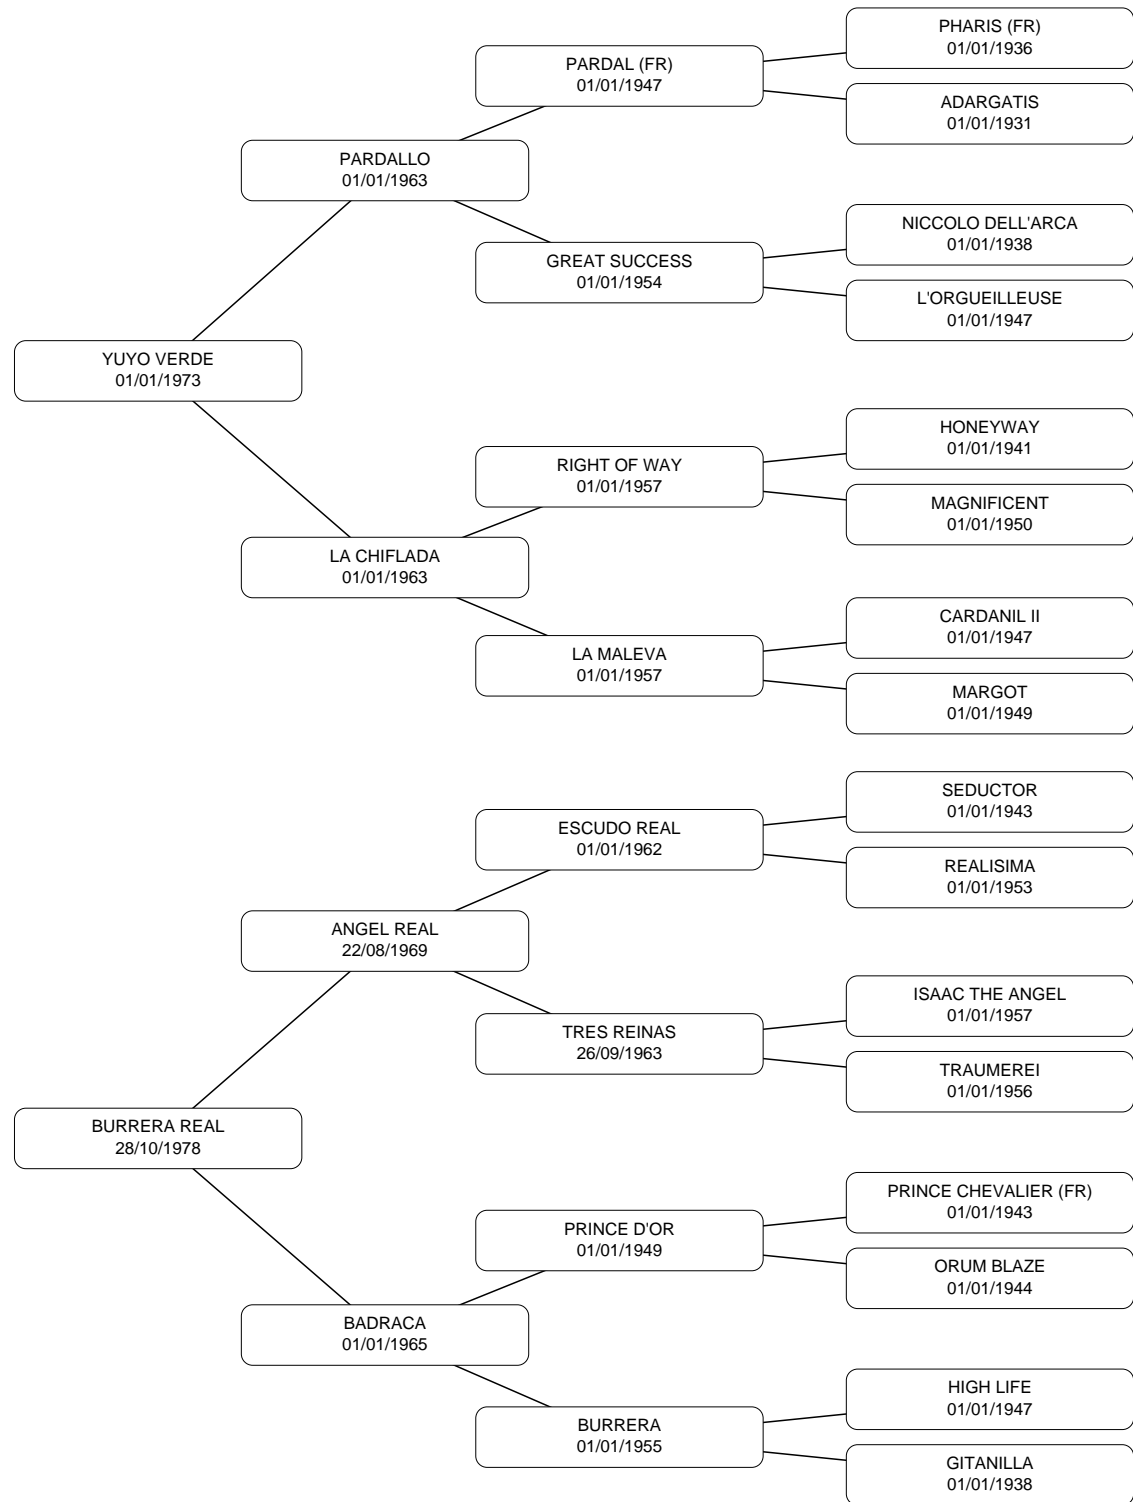 PHARIS (FR)
01/01/1936
PARDAL (FR)
01/01/1947
ADARGATIS
01/01/1931
PARDALLO
01/01/1963
NICCOLO DELL'ARCA
01/01/1938
GREAT SUCCESS
01/01/1954
L'ORGUEILLEUSE
01/01/1947
YUYO VERDE
01/01/1973
HONEYWAY
01/01/1941
RIGHT OF WAY
01/01/1957
MAGNIFICENT
01/01/1950
LA CHIFLADA
01/01/1963
CARDANIL II
01/01/1947
LA MALEVA
01/01/1957
MARGOT
01/01/1949
SEDUCTOR
01/01/1943
ESCUDO REAL
01/01/1962
REALISIMA
01/01/1953
ANGEL REAL
22/08/1969
ISAAC THE ANGEL
01/01/1957
TRES REINAS
26/09/1963
TRAUMEREI
01/01/1956
BURRERA REAL
28/10/1978
PRINCE CHEVALIER (FR)
01/01/1943
PRINCE D'OR
01/01/1949
ORUM BLAZE
01/01/1944
BADRACA
01/01/1965
HIGH LIFE
01/01/1947
BURRERA
01/01/1955
GITANILLA
01/01/1938